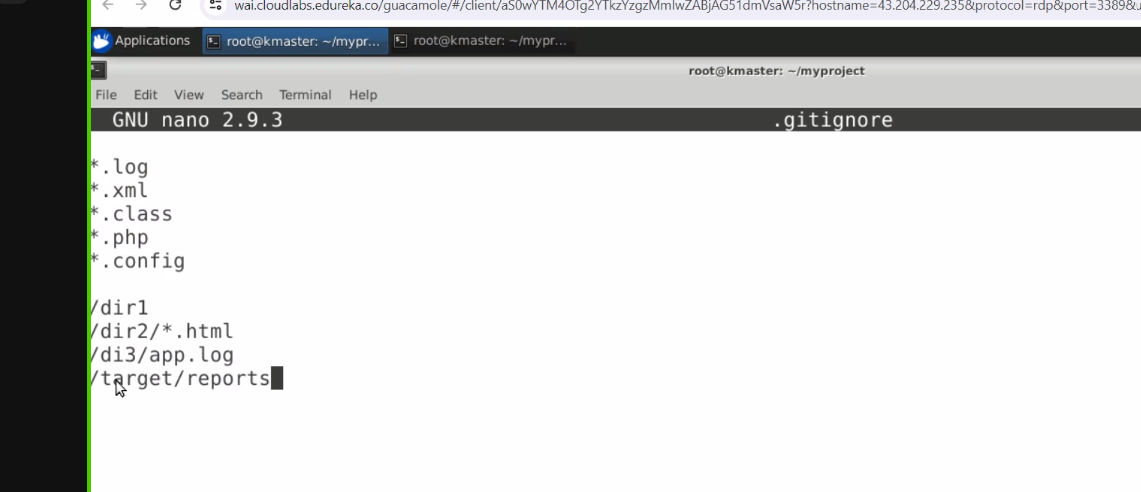 wai.cloudlabs.edureka.co/guacamole/#/client/aS0wYTM4OTg2YTkzYzgzMmIwZABjAG51dmVsaW5r?hostname=43.204.229.235&protocol=rdp&port=3389&u
Applications root@kmaster: ~/mypr... root@kmaster: ~/mypr...
root@kmaster: ~/myproject
File Edit View Search Terminal Help
GNU nano 2.9.3 .gitignore
*.log
*.xml
*.class
*.php
*.config
/dir1
/dir2/*.html
/di3/app.log
/target/reports